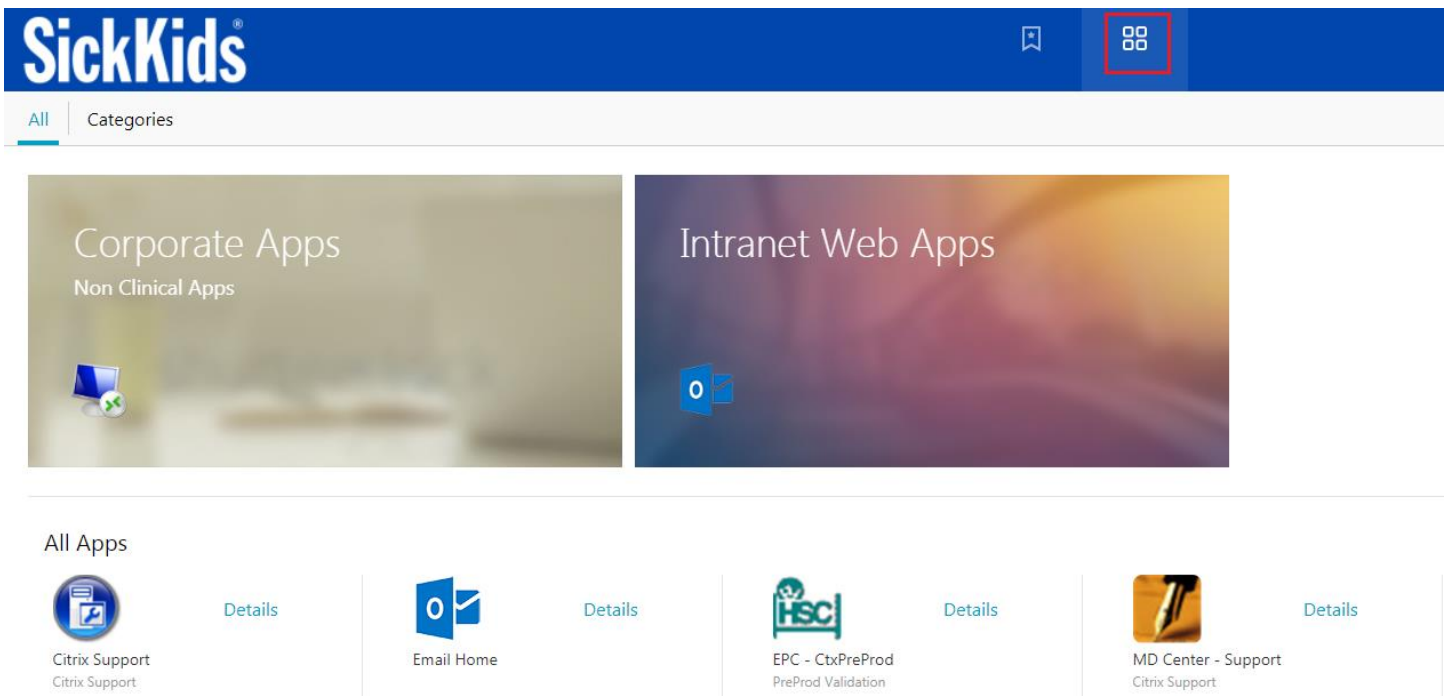 SickKids®
All Categories
Corporate Apps
Non Clinical Apps
Intranet Web Apps
All Apps
Details
Details
HSC
Details
Details
Citrix Support
Citrix Support
Email Home
EPC - CtxPreProd
PreProd Validation
MD Center - Support
Citrix Support